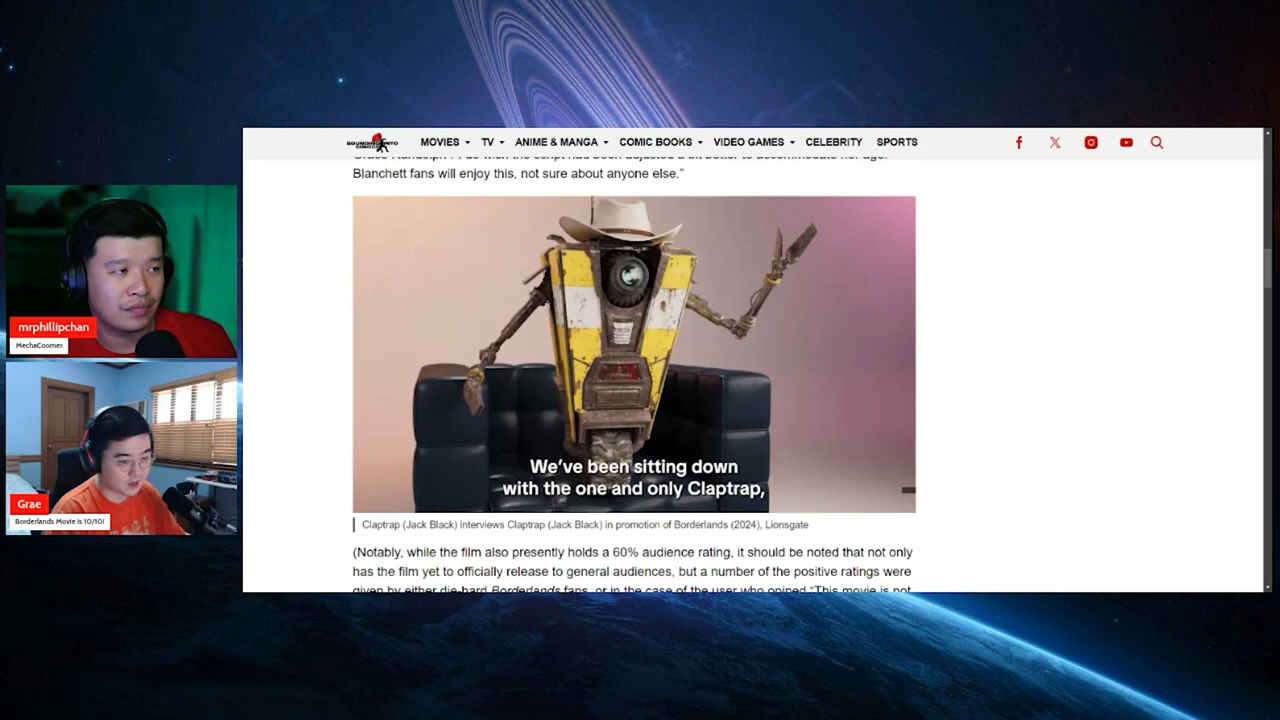 BOUNDING INTO
COMICS
MOVIES
TV
ANIME & MANGA
COMIC BOOKS
VIDEO GAMES
CELEBRITY
SPORTS
Blanchett fans will enjoy this, not sure about anyone else.”
We’ve been sitting down
with the one and only Claptrap,
Claptrap (Jack Black) interviews Claptrap (Jack Black) in promotion of Borderlands (2024), Lionsgate
(Notably, while the film also presently holds a 60% audience rating, it should be noted that not only
has the film yet to officially release to general audiences, but a number of the positive ratings were
given by either die-hard Borderlands fans, or in the case of the user who opined “This movie is not
mrphillipchan
MechaCoomer
Grae
Borderlands Movie is 10/10!